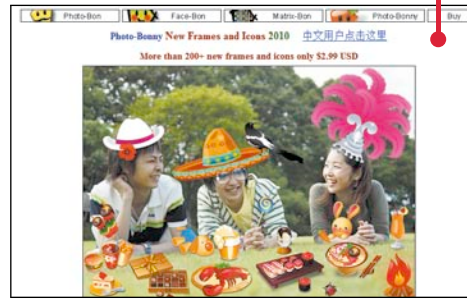 Photo-Bon Face-Bon Matrix-Bon Photo-Bonny Buy
Photo-Bonny New Frames and Icons 2010 中文用户点击这里
More than 200+ new frames and icons only $2.99 USD